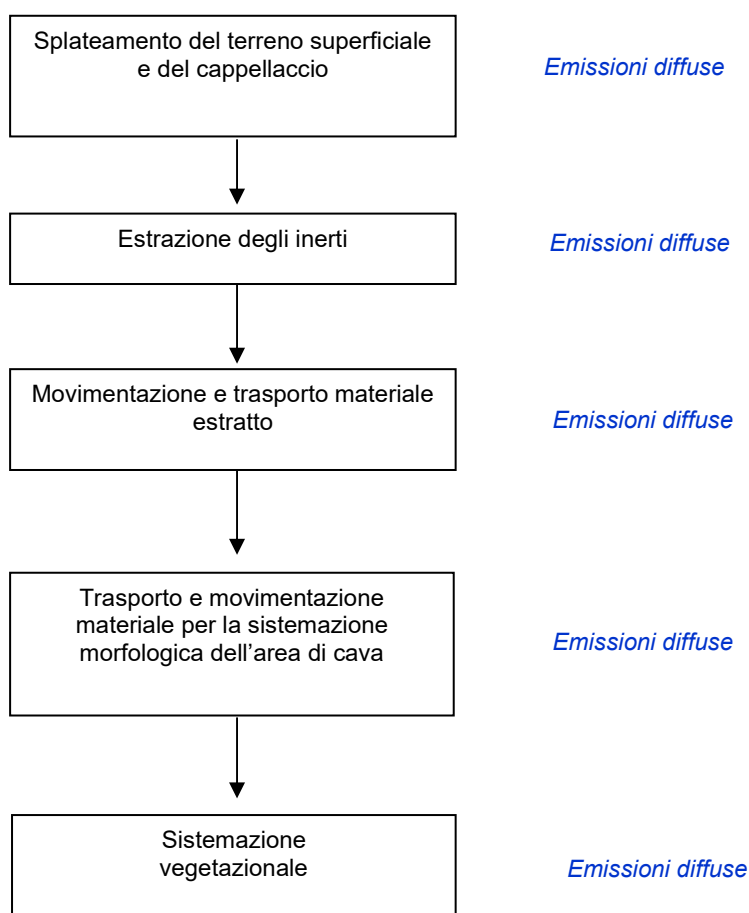 Splateamento del terreno superficiale
e del cappellaccio
Emissioni diffuse
Estrazione degli inerti
Emissioni diffuse
Movimentazione e trasporto materiale
estratto
Emissioni diffuse
Trasporto e movimentazione
materiale per la sistemazione
morfologica dell'area di cava
Emissioni diffuse
Sistemazione
vegetazionale
Emissioni diffuse